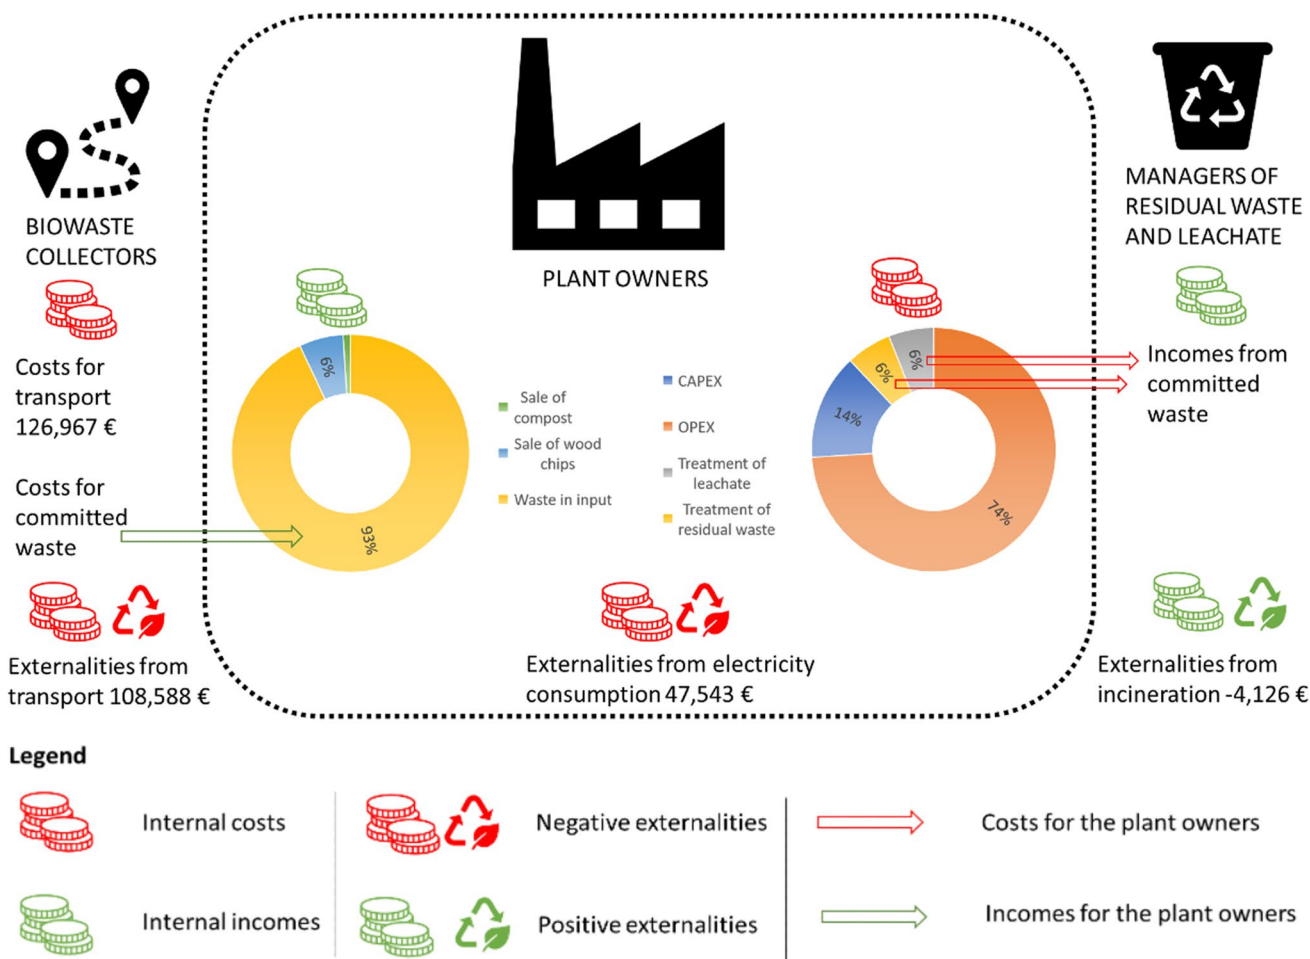 BIOWASTE
COLLECTORS
Costs for
transport
126,967 €
Costs for
committed
waste
Externalities from
transport 108,588 €
PLANT OWNERS
6%
93%
Sale of
compost
Sale of wood
chips
Waste in input
CAPEX
OPEX
Treatment of
leachate
Treatment of
residual waste
6%
6%
14%
74%
Externalities from electricity
consumption 47,543 €
MANAGERS OF
RESIDUAL WASTE
AND LEACHATE
Incomes from
committed
waste
Externalities from
incineration -4,126 €
Legend
Internal costs
Negative externalities
Costs for the plant owners
Internal incomes
Positive externalities
Incomes for the plant owners